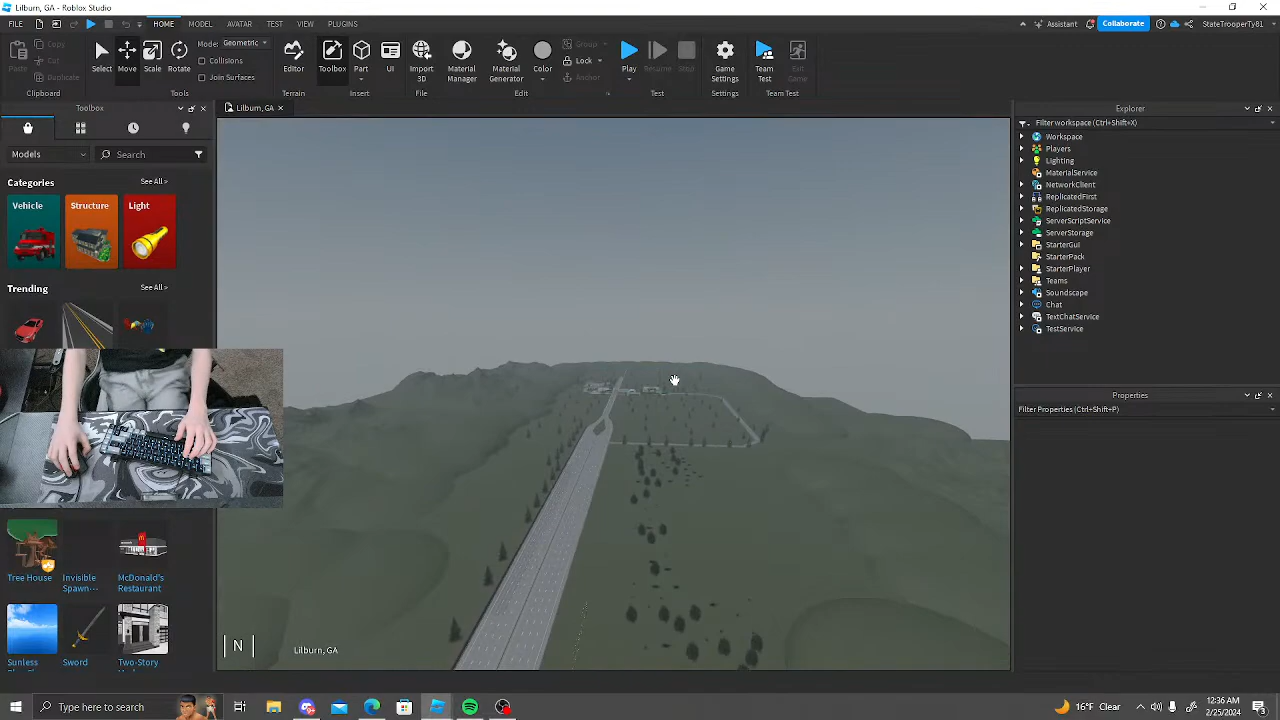 Lilburn, GA - Roblox Studio
FILE HOME MODEL AVATAR TEST VIEW PLUGINS Assistant Collaborate StateTrooperTy81
Paste Copy Cut Duplicate Clipboard
Select Move Scale Rotate Mode: Geometric Collisions Join Surfaces Tools
Editor Terrain
Toolbox Part UI Insert
Import 3D File
Material Manager Material Generator Color Group Lock Anchor Edit
Play Resume Stop Test
Game Settings Settings
Team Test Exit Game Team Test
Toolbox
Lilburn, GA
Models Search
Categories See All >
Vehicle Structure Light
Trending See All >
Tree House Invisible Spawn... McDonald's Restaurant
Sunless Sword Two-Story
N
Lilburn, GA
Explorer
Filter workspace (Ctrl+Shift+X)
Workspace
Players
Lighting
MaterialService
NetworkClient
ReplicatedFirst
ReplicatedStorage
ServerScriptService
ServerStorage
StarterGui
StarterPack
StarterPlayer
Teams
Soundscape
Chat
TextChatService
TestService
Properties
Filter Properties (Ctrl+Shift+P)
Type here to search
16°F Clear
12:36 AM
2/25/2024